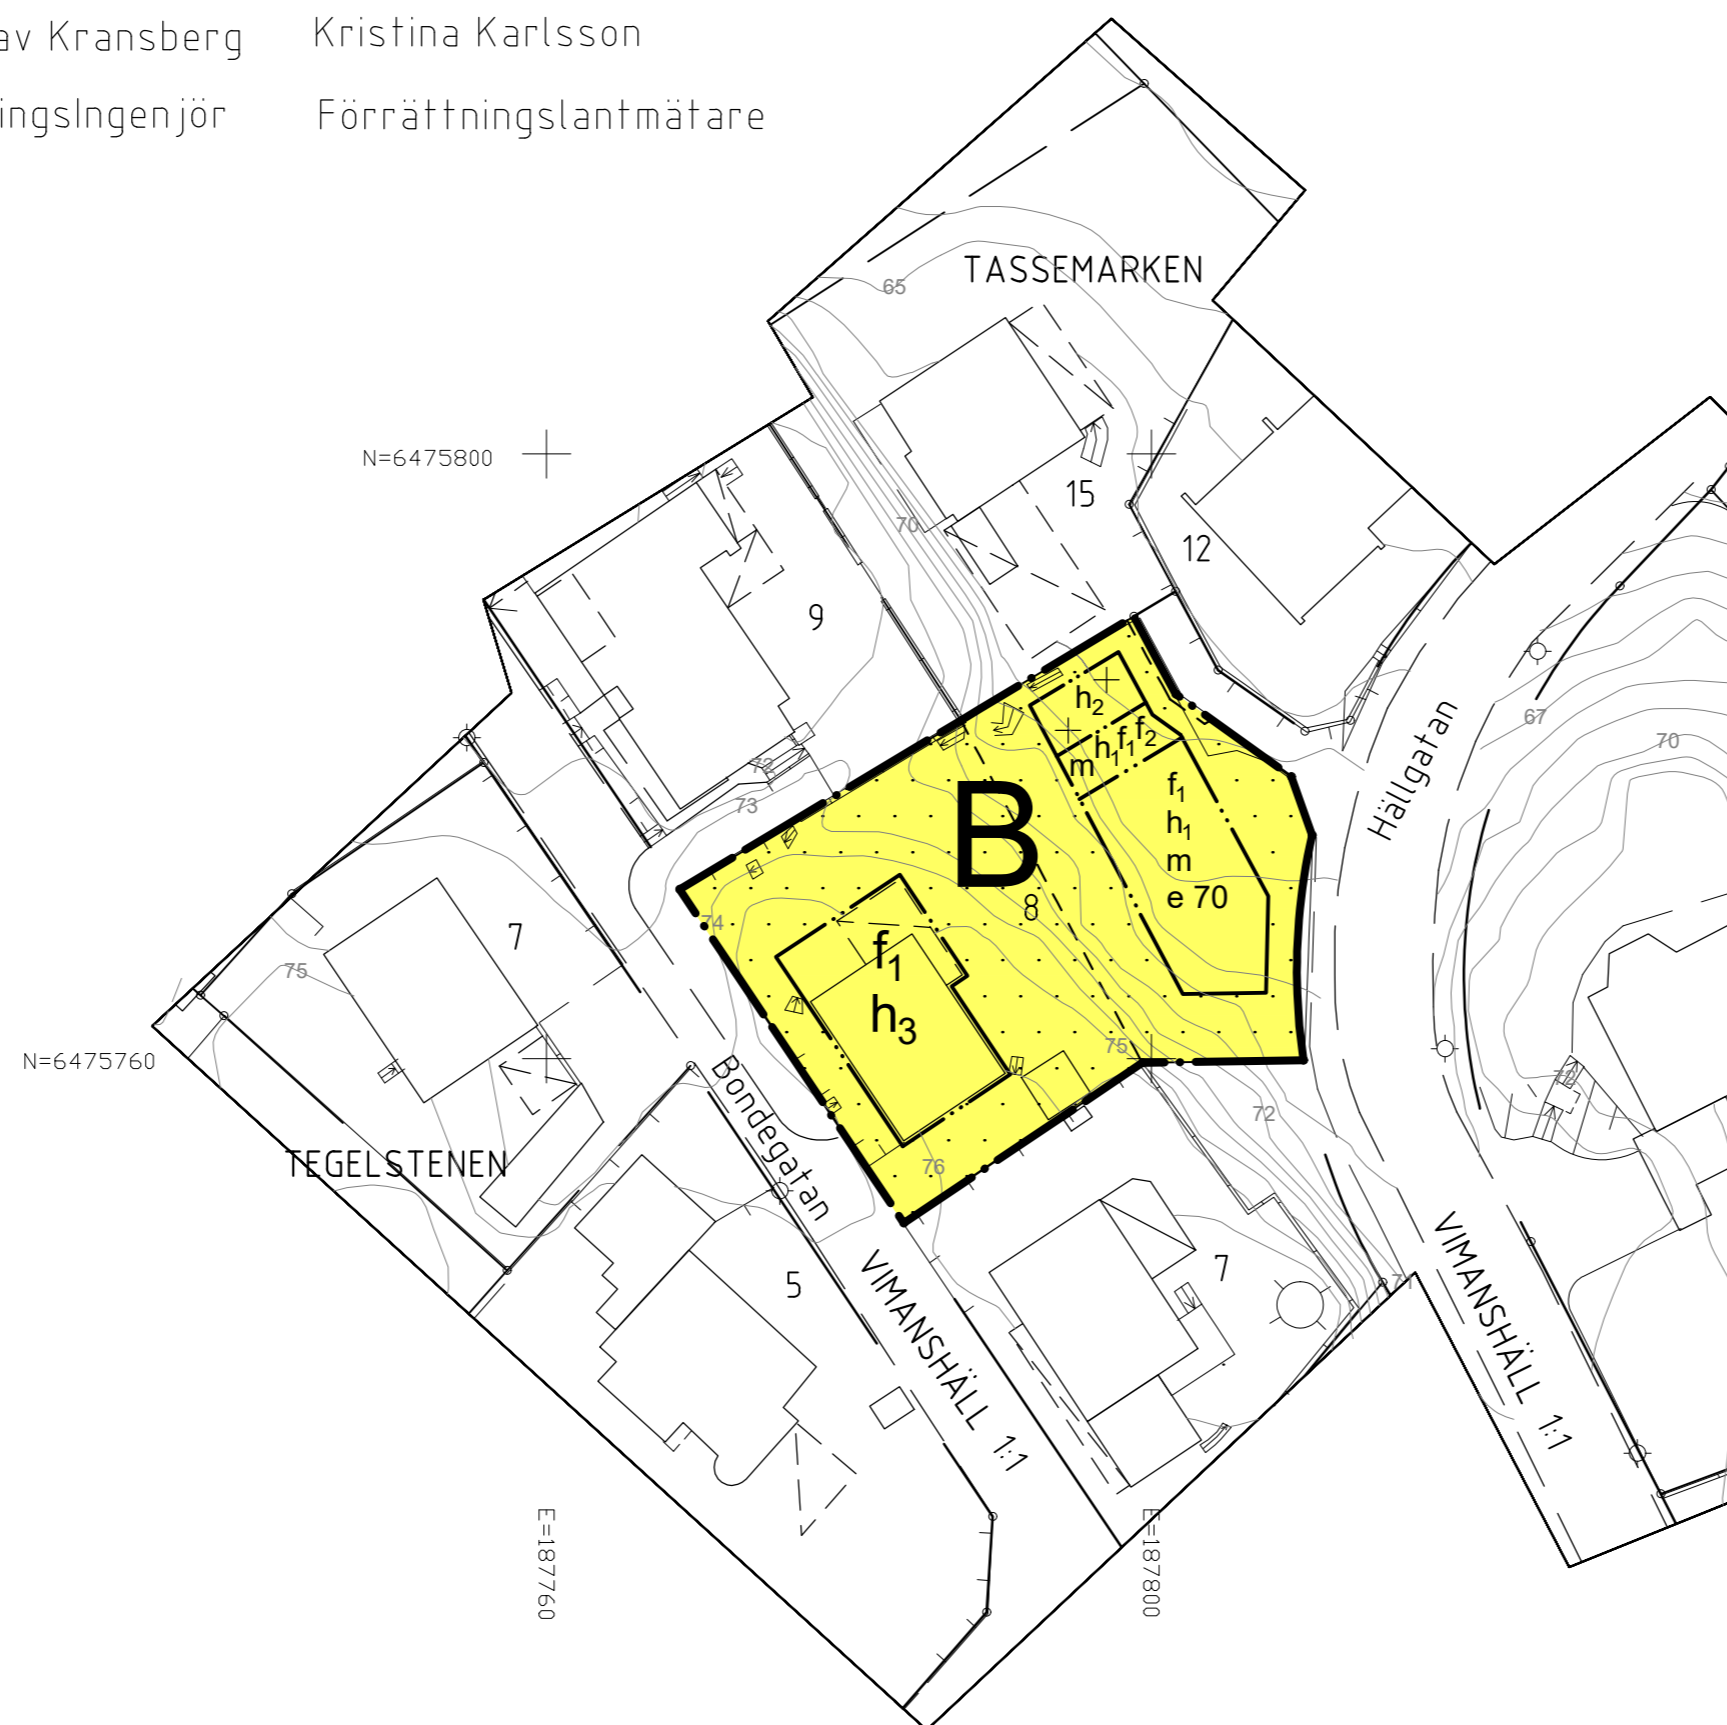 av Kransberg Kristina Karlsson
ingsIngenjör Förrättningslantmätare
TASSEMARKEN
65
N=6475800
15
70
12
9
67
70
h2
h1 f1 f2
m
Hällgatan
72
73
B
f1
h1
m
e 70
8
74
7
f1
75
h3
75
N=6475760
Bondegatan
72
72
TEGELSTENEN
76
5
7
71
VIMANSHÄLL 1:1
VIMANSHÄLL 1:1
E=187760
E=187800